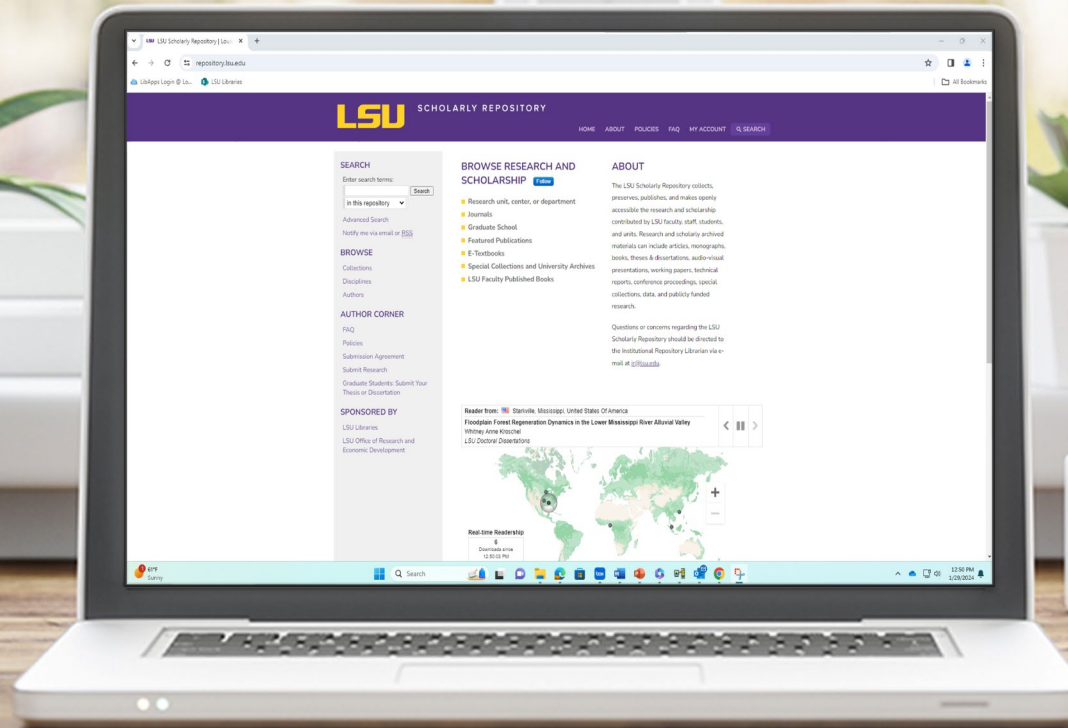 LSU LSU Scholarly Repository | Loui
repository.lsu.edu
LibApps Login @ Lo...
LSU Libraries
All Bookmarks
LSU SCHOLARLY REPOSITORY
HOME ABOUT POLICIES FAQ MY ACCOUNT SEARCH
SEARCH
Enter search terms:
Search
in this repository
Advanced Search
Notify me via email or RSS
BROWSE
Collections
Disciplines
Authors
AUTHOR CORNER
FAQ
Policies
Submission Agreement
Submit Research
Graduate Students: Submit Your
Thesis or Dissertation
SPONSORED BY
LSU Libraries
LSU Office of Research and
Economic Development
BROWSE RESEARCH AND
SCHOLARSHIP Follow
Research unit, center, or department
Journals
Graduate School
Featured Publications
E-Textbooks
Special Collections and University Archives
LSU Faculty Published Books
ABOUT
The LSU Scholarly Repository collects,
preserves, publishes, and makes openly
accessible the research and scholarship
contributed by LSU faculty, staff, students,
and units. Research and scholarly archived
materials can include articles, monographs,
books, theses & dissertations, audio-visual
presentations, working papers, technical
reports, conference proceedings, special
collections, data, and publicly funded
research.
Questions or concerns regarding the LSU
Scholarly Repository should be directed to
the Institutional Repository Librarian via e-
mail at ir@lsu.edu.
Reader from: Starkville, Mississippi, United States Of America
Floodplain Forest Regeneration Dynamics in the Lower Mississippi River Alluvial Valley
Whitney Anne Kroschel
LSU Doctoral Dissertations
Real-time Readership
6
Downloads since
12:50:03 PM
61°F
Sunny
Search
12:50 PM
1/29/2024